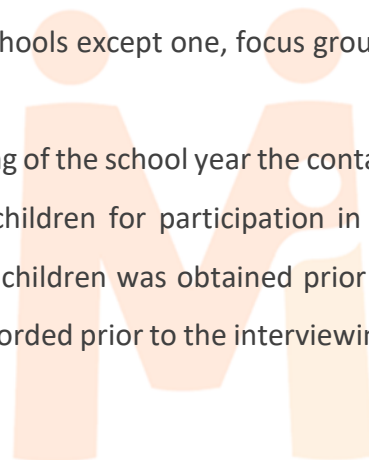 hools except one, focus grou
g of the school year the conta
children for participation in
children was obtained prior
orded prior to the interviewin